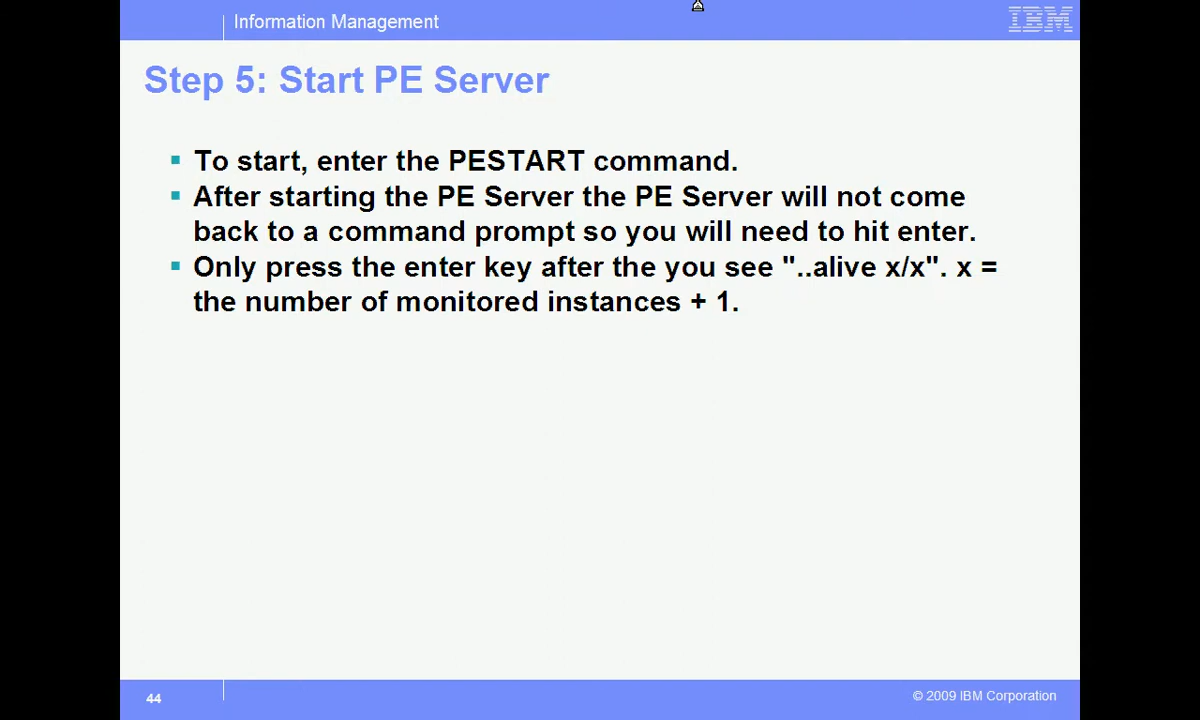 Information Management
IBM
Step 5: Start PE Server
To start, enter the PESTART command.
After starting the PE Server the PE Server will not come
back to a command prompt so you will need to hit enter.
Only press the enter key after the you see "..alive x/x". x =
the number of monitored instances + 1.
44
© 2009 IBM Corporation